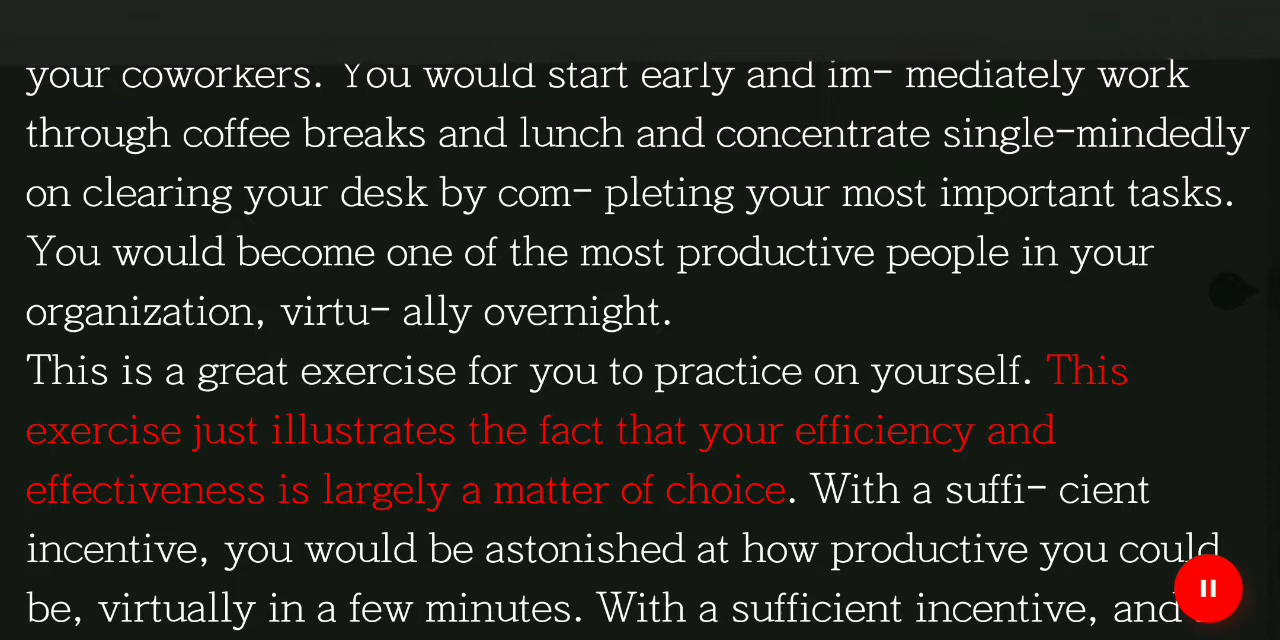 your coworkers. You would start early and im- mediately work
through coffee breaks and lunch and concentrate single-mindedly
on clearing your desk by com- pleting your most important tasks.
You would become one of the most productive people in your
organization, virtu- ally overnight.
This is a great exercise for you to practice on yourself. This
exercise just illustrates the fact that your efficiency and
effectiveness is largely a matter of choice. With a suffi- cient
incentive, you would be astonished at how productive you could
be, virtually in a few minutes. With a sufficient incentive, and